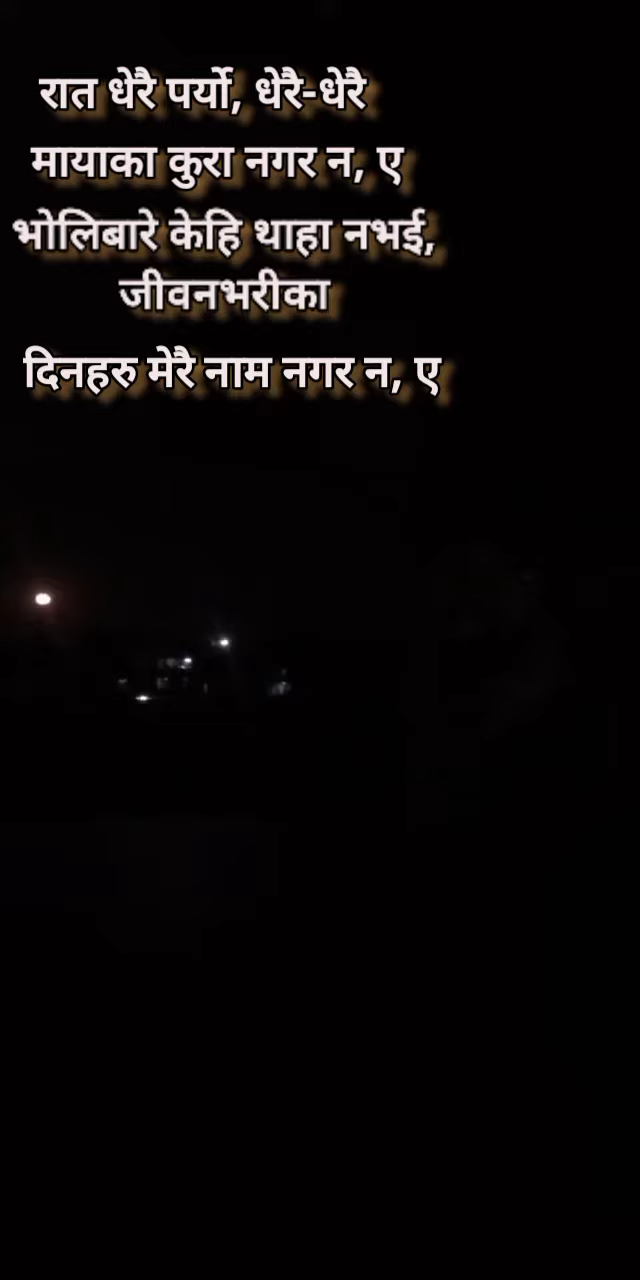 रात धेरै पर्यो, धेरै-धेरै
मायाका कुरा नगर न, ए
भोलिबारे केहि थाहा नभई,
जीवनभरीका
दिनहरु मेरै नाम नगर न, ए